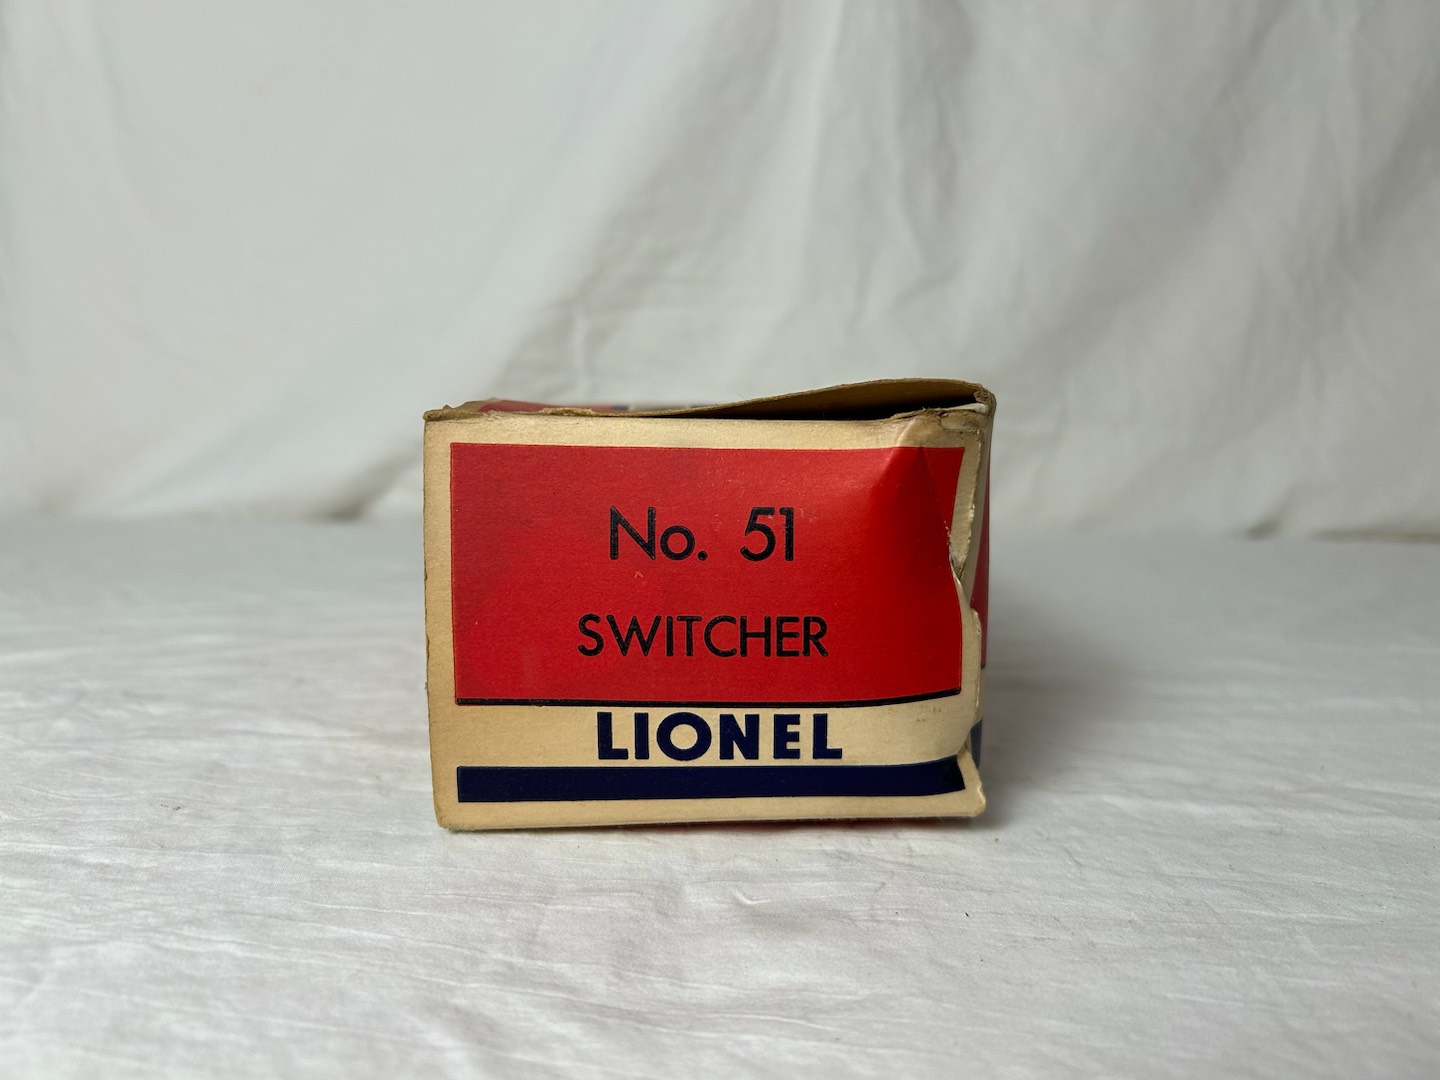 No. 51
SWITCHER
LIONEL